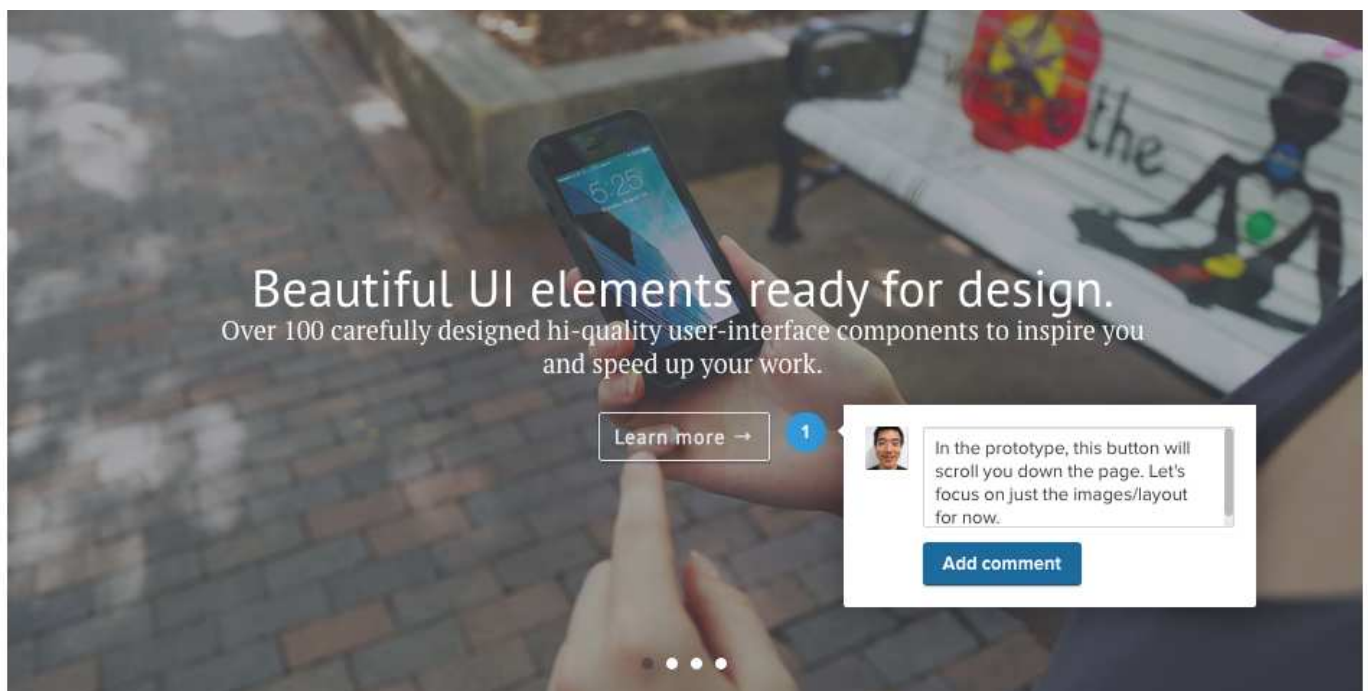 the
5:25
Beautiful UI elements ready for design.
Over 100 carefully designed hi-quality user-interface components to inspire you
and speed up your work.
Learn more →
1
In the prototype, this button will
scroll you down the page. Let's
focus on just the images/layout
for now.
Add comment